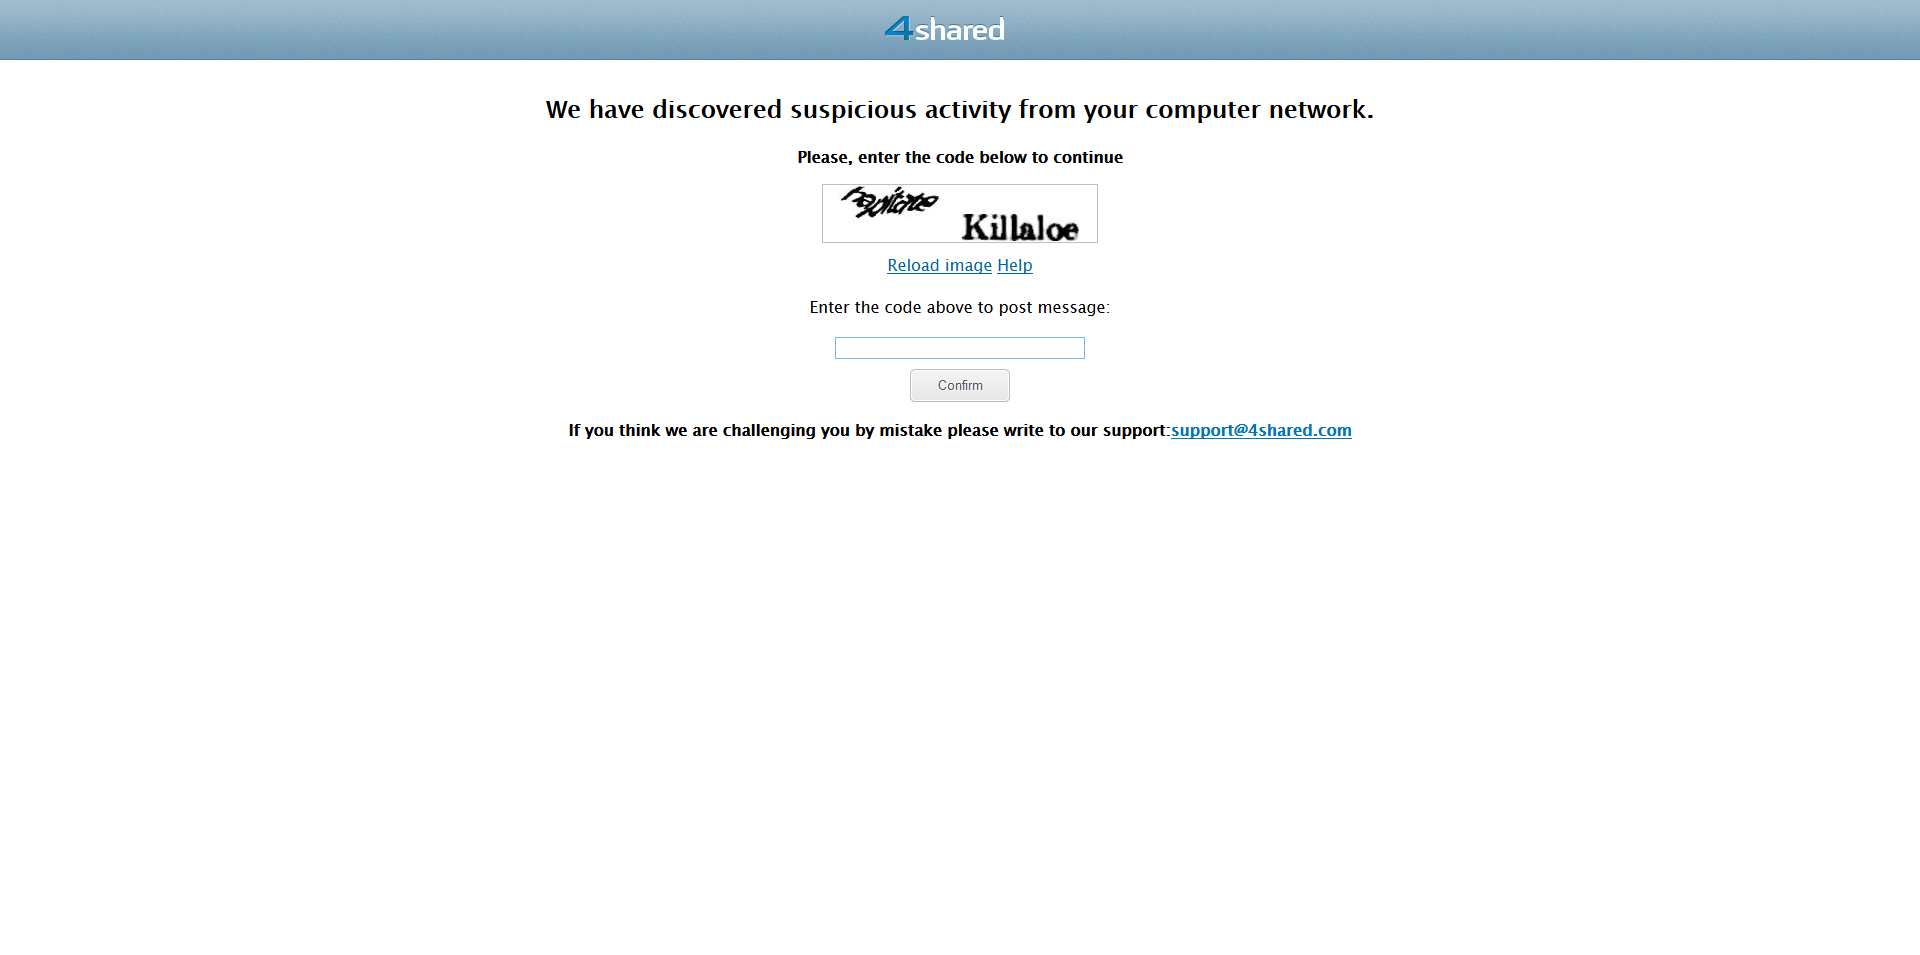 4shared
We have discovered suspicious activity from your computer network.
Please, enter the code below to continue
Killaloe
Reload image Help
Enter the code above to post message:
Confirm
If you think we are challenging you by mistake please write to our support:support@4shared.com